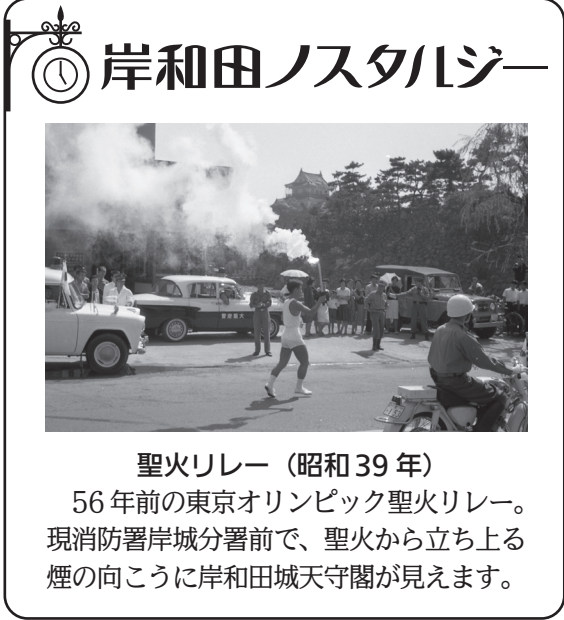 岸和田ノスタルジー
聖火リレー（昭和39年）
56年前の東京オリンピック聖火リレー。
現消防署岸城分署前で、聖火から立ち上る
煙の向こうに岸和田城天守閣が見えます。